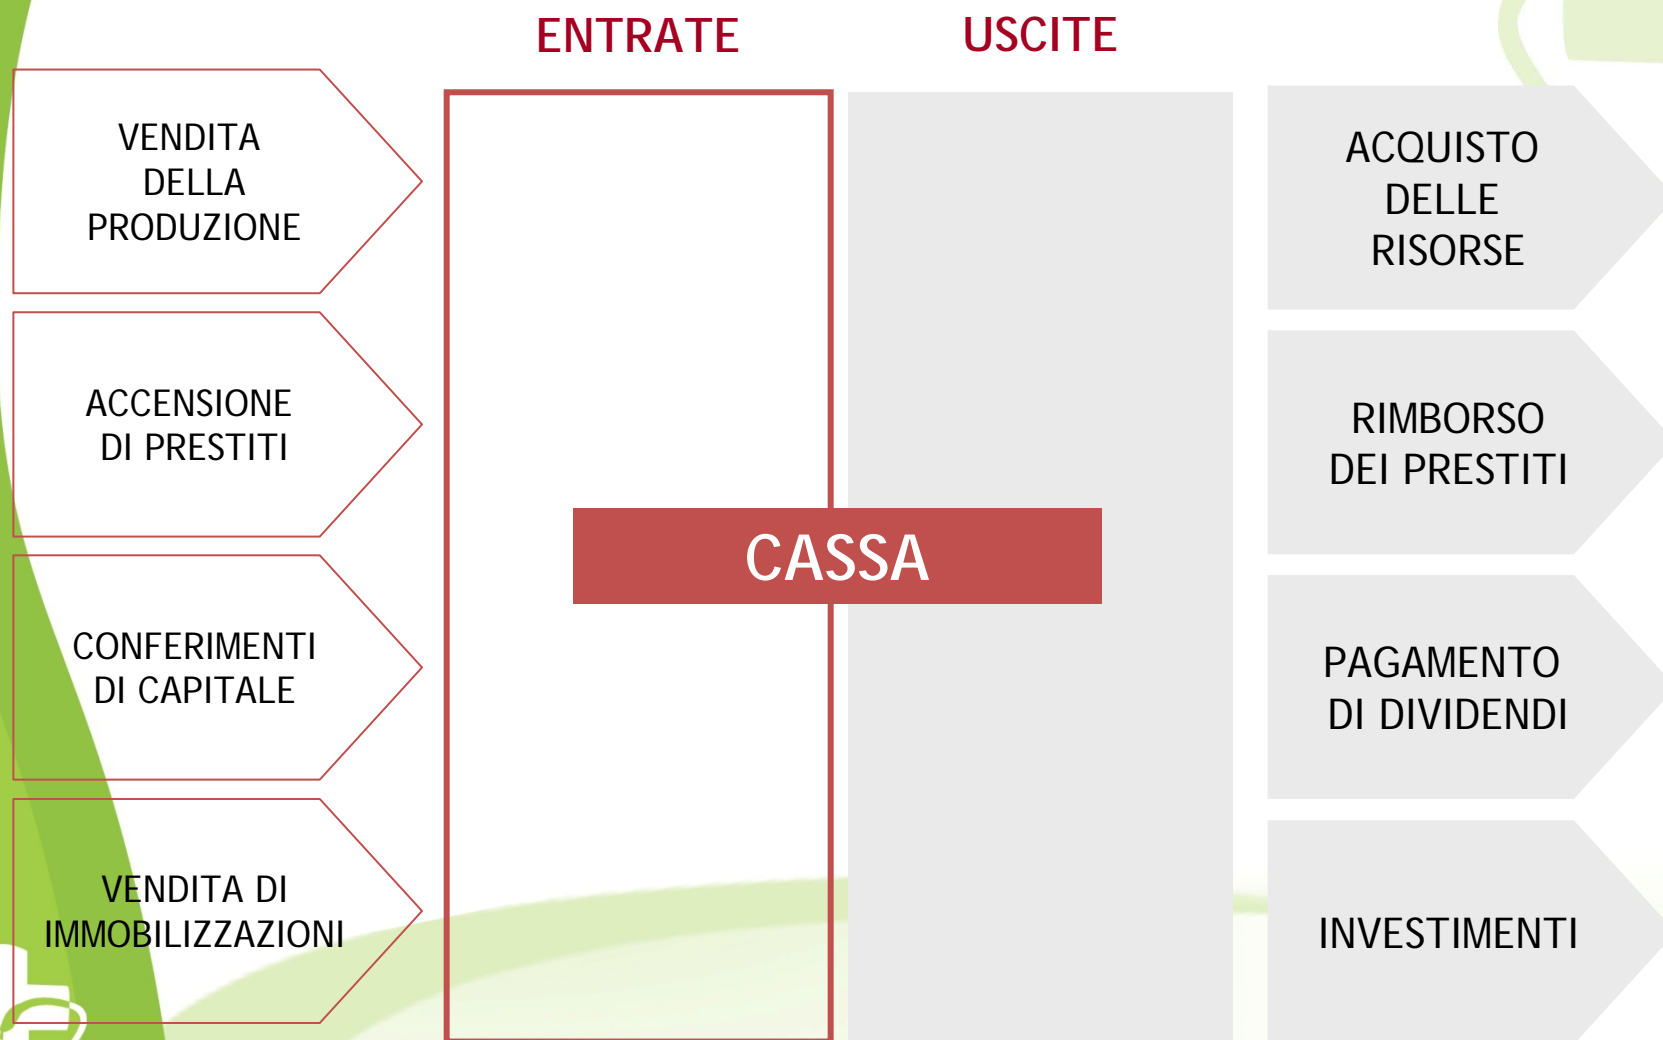 ENTRATE
USCITE
VENDITA
DELLA
PRODUZIONE
ACCENSIONE
DI PRESTITI
CONFERIMENTI
DI CAPITALE
VENDITA DI
IMMOBILIZZAZIONI
CASSA
ACQUISTO
DELLE
RISORSE
RIMBORSO
DEI PRESTITI
PAGAMENTO
DI DIVIDENDI
INVESTIMENTI